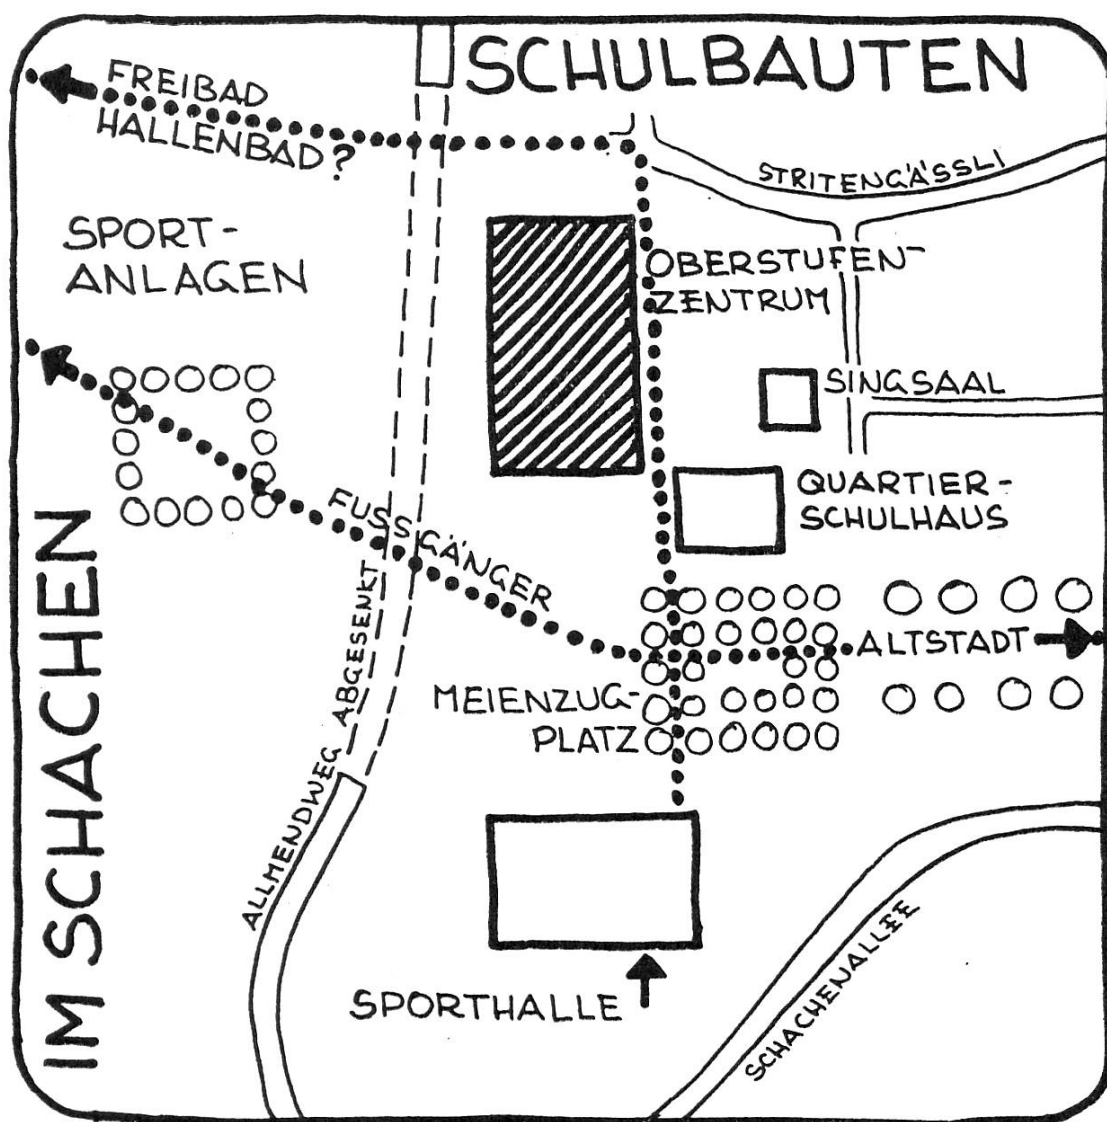 SCHULBAUTEN
FREIBAD
HALLENBAD?
STRITENGÄSSLI
SPORT-
ANLAGEN
OBERSTUFEN-
ZENTRUM
SINGSAAL
QUARTIER-
SCHULHAUS
FUSSGÄNGER
ALTSTADT
MEIENZUG-
PLATZ
ALLMENDWEG ABGESENKT
IM SCHACHEN
SPORTHALLE
SCHACHENALLEE